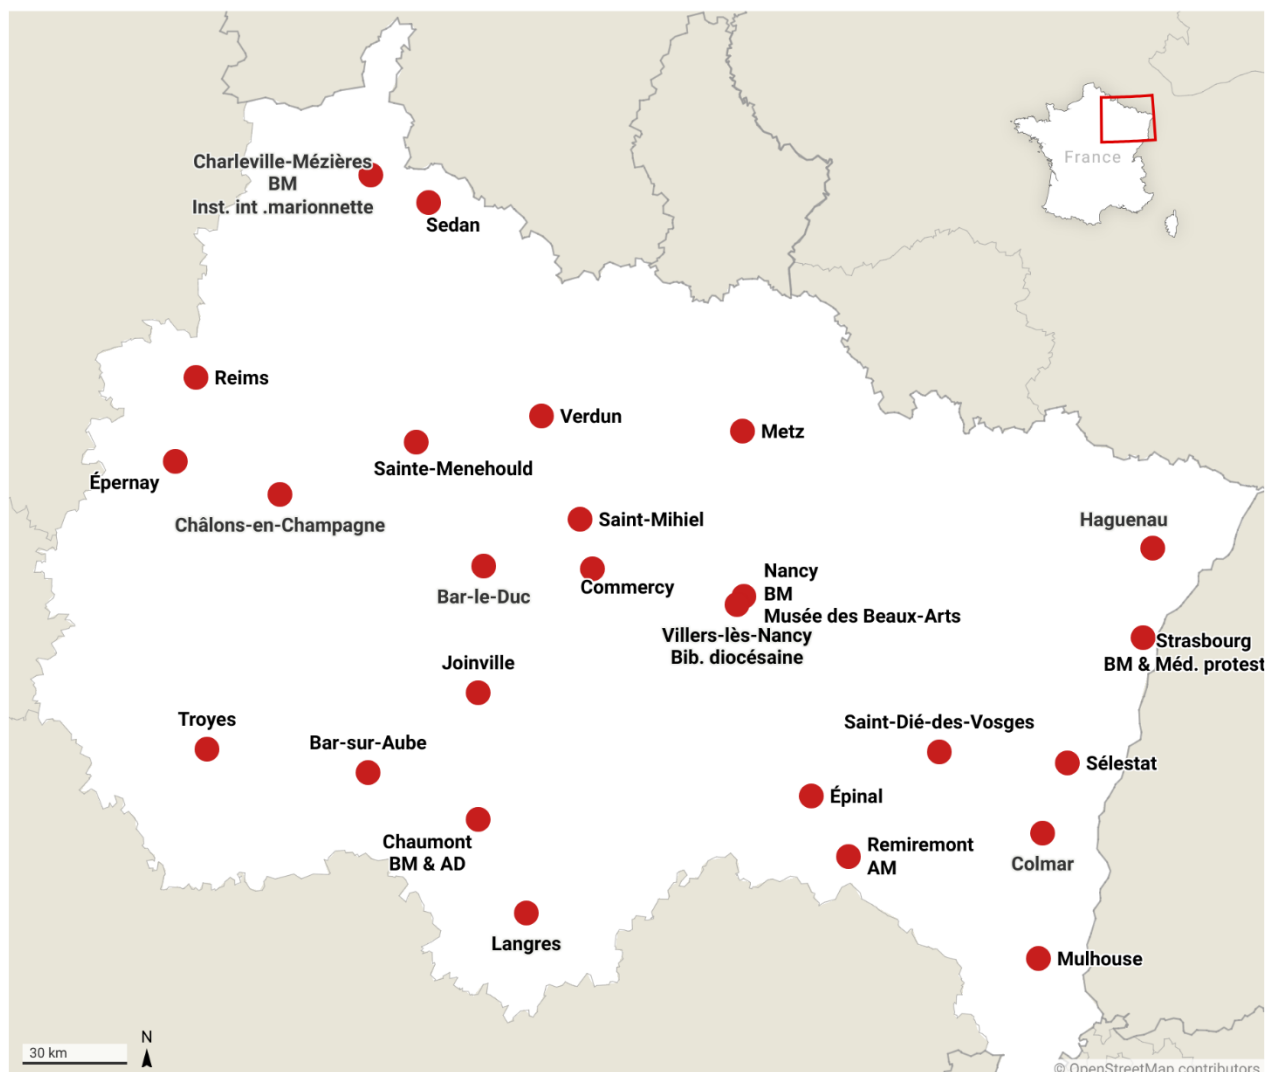 France
Charleville-Mézières
BM
Inst. int .marionnette
Sedan
Reims
Verdun
Metz
Sainte-Menehould
Épernay
Châlons-en-Champagne
Saint-Mihiel
Haguenau
Bar-le-Duc
Commercy
Nancy
BM
Musée des Beaux-Arts
Villers-lès-Nancy
Bib. diocésaine
Strasbourg
BM & Méd. protest
Joinville
Troyes
Bar-sur-Aube
Saint-Dié-des-Vosges
Sélestat
Épinal
Chaumont
BM & AD
Remiremont
AM
Colmar
Langres
Mulhouse
N
30 km
© OpenStreetMap contributors